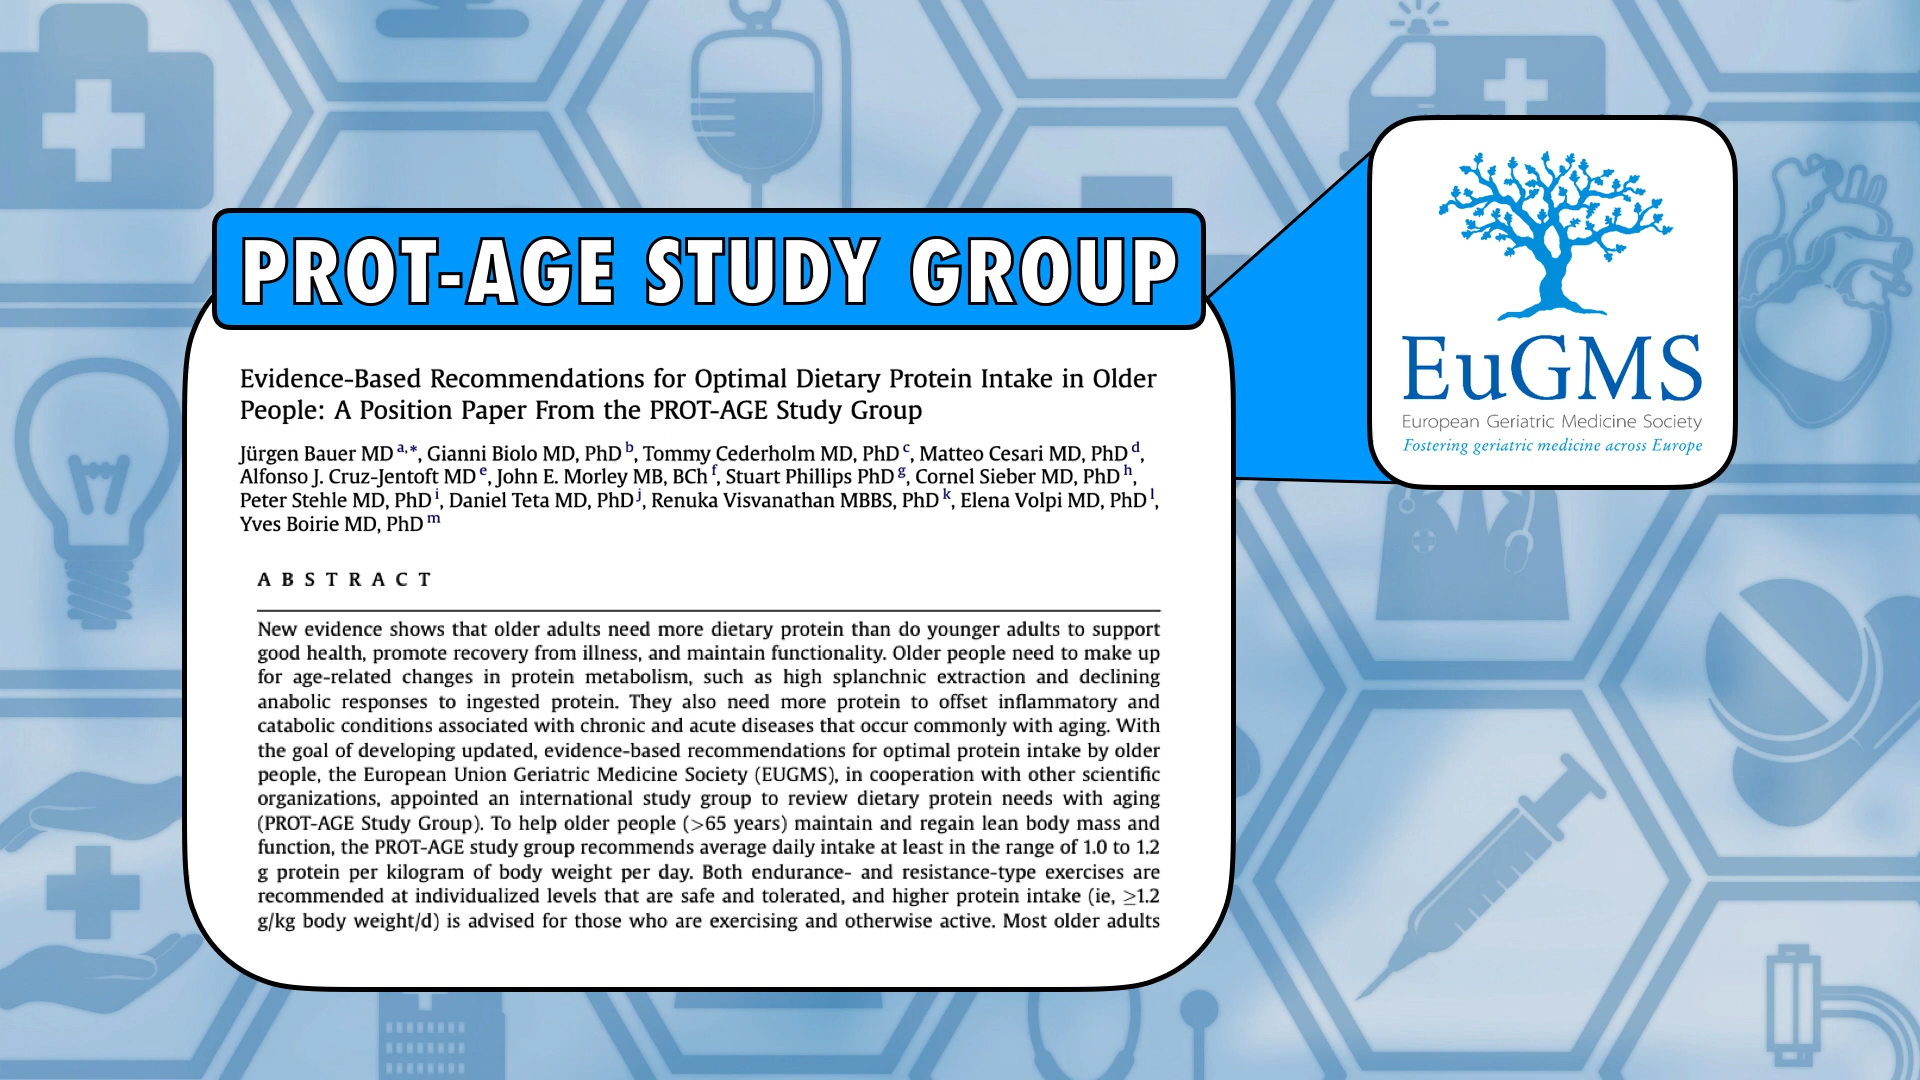 PROT-AGE STUDY GROUP
Evidence-Based Recommendations for Optimal Dietary Protein Intake in Older
People: A Position Paper From the PROT-AGE Study Group
Jürgen Bauer MD a,*, Gianni Biolo MD, PhD b, Tommy Cederholm MD, PhD c, Matteo Cesari MD, PhD d,
Alfonso J. Cruz-Jentoft MD e, John E. Morley MB, BCh f, Stuart Phillips PhD g, Cornel Sieber MD, PhD h,
Peter Stehle MD, PhD i, Daniel Teta MD, PhD j, Renuka Visvanathan MBBS, PhD k, Elena Volpi MD, PhD l,
Yves Boirie MD, PhD m
ABSTRACT
New evidence shows that older adults need more dietary protein than do younger adults to support
good health, promote recovery from illness, and maintain functionality. Older people need to make up
for age-related changes in protein metabolism, such as high splanchnic extraction and declining
anabolic responses to ingested protein. They also need more protein to offset inflammatory and
catabolic conditions associated with chronic and acute diseases that occur commonly with aging. With
the goal of developing updated, evidence-based recommendations for optimal protein intake by older
people, the European Union Geriatric Medicine Society (EUGMS), in cooperation with other scientific
organizations, appointed an international study group to review dietary protein needs with aging
(PROT-AGE Study Group). To help older people (>65 years) maintain and regain lean body mass and
function, the PROT-AGE study group recommends average daily intake at least in the range of 1.0 to 1.2
g protein per kilogram of body weight per day. Both endurance- and resistance-type exercises are
recommended at individualized levels that are safe and tolerated, and higher protein intake (ie, ≥1.2
g/kg body weight/d) is advised for those who are exercising and otherwise active. Most older adults
EuGMS
European Geriatric Medicine Society
Fostering geriatric medicine across Europe